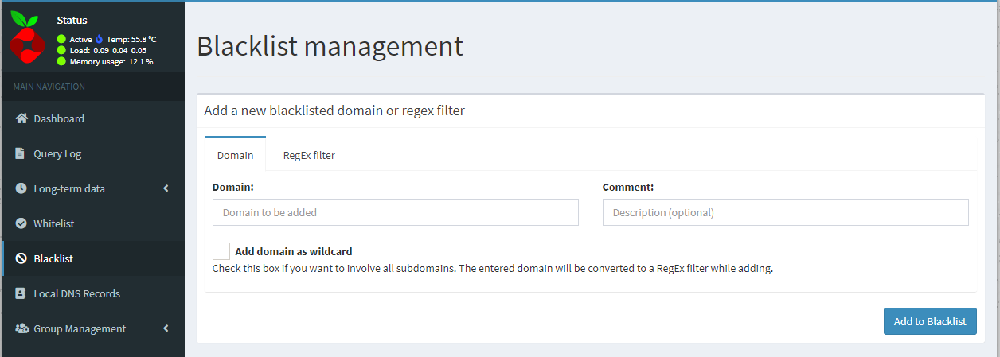 Status
Active Temp: 55.8 °C
Load: 0.09 0.04 0.05
Memory usage: 12.1 %
MAIN NAVIGATION
Dashboard
Query Log
Long-term data
Whitelist
Blacklist
Local DNS Records
Group Management
Blacklist management
Add a new blacklisted domain or regex filter
Domain RegEx filter
Domain: Comment:
Domain to be added Description (optional)
Add domain as wildcard
Check this box if you want to involve all subdomains. The entered domain will be converted to a RegEx filter while adding.
Add to Blacklist